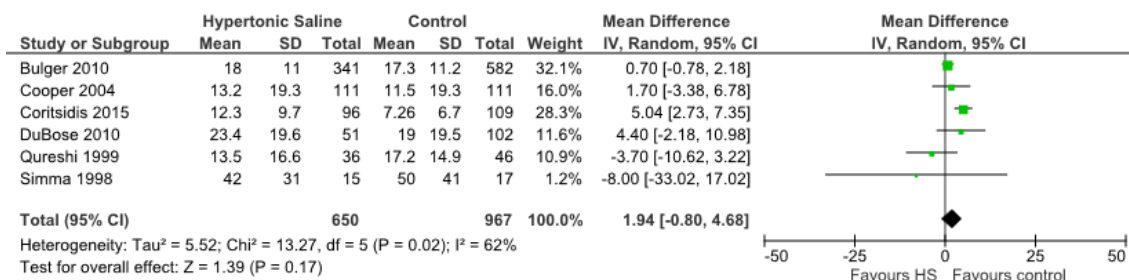 Hypertonic Saline Control Mean Difference Mean Difference
Study or Subgroup Mean SD Total Mean SD Total Weight IV, Random, 95% CI IV, Random, 95% CI
Bulger 2010 18 11 341 17.3 11.2 582 32.1% 0.70 [-0.78, 2.18]
Cooper 2004 13.2 19.3 111 11.5 19.3 111 16.0% 1.70 [-3.38, 6.78]
Coritsidis 2015 12.3 9.7 96 7.26 6.7 109 28.3% 5.04 [2.73, 7.35]
DuBose 2010 23.4 19.6 51 19 19.5 102 11.6% 4.40 [-2.18, 10.98]
Qureshi 1999 13.5 16.6 36 17.2 14.9 46 10.9% -3.70 [-10.62, 3.22]
Simma 1998 42 31 15 50 41 17 1.2% -8.00 [-33.02, 17.02]
Total (95% CI) 650 967 100.0% 1.94 [-0.80, 4.68]
Heterogeneity: Tau² = 5.52; Chi² = 13.27, df = 5 (P = 0.02); I² = 62%
Test for overall effect: Z = 1.39 (P = 0.17)
-50 -25 0 25 50
Favours HS Favours control